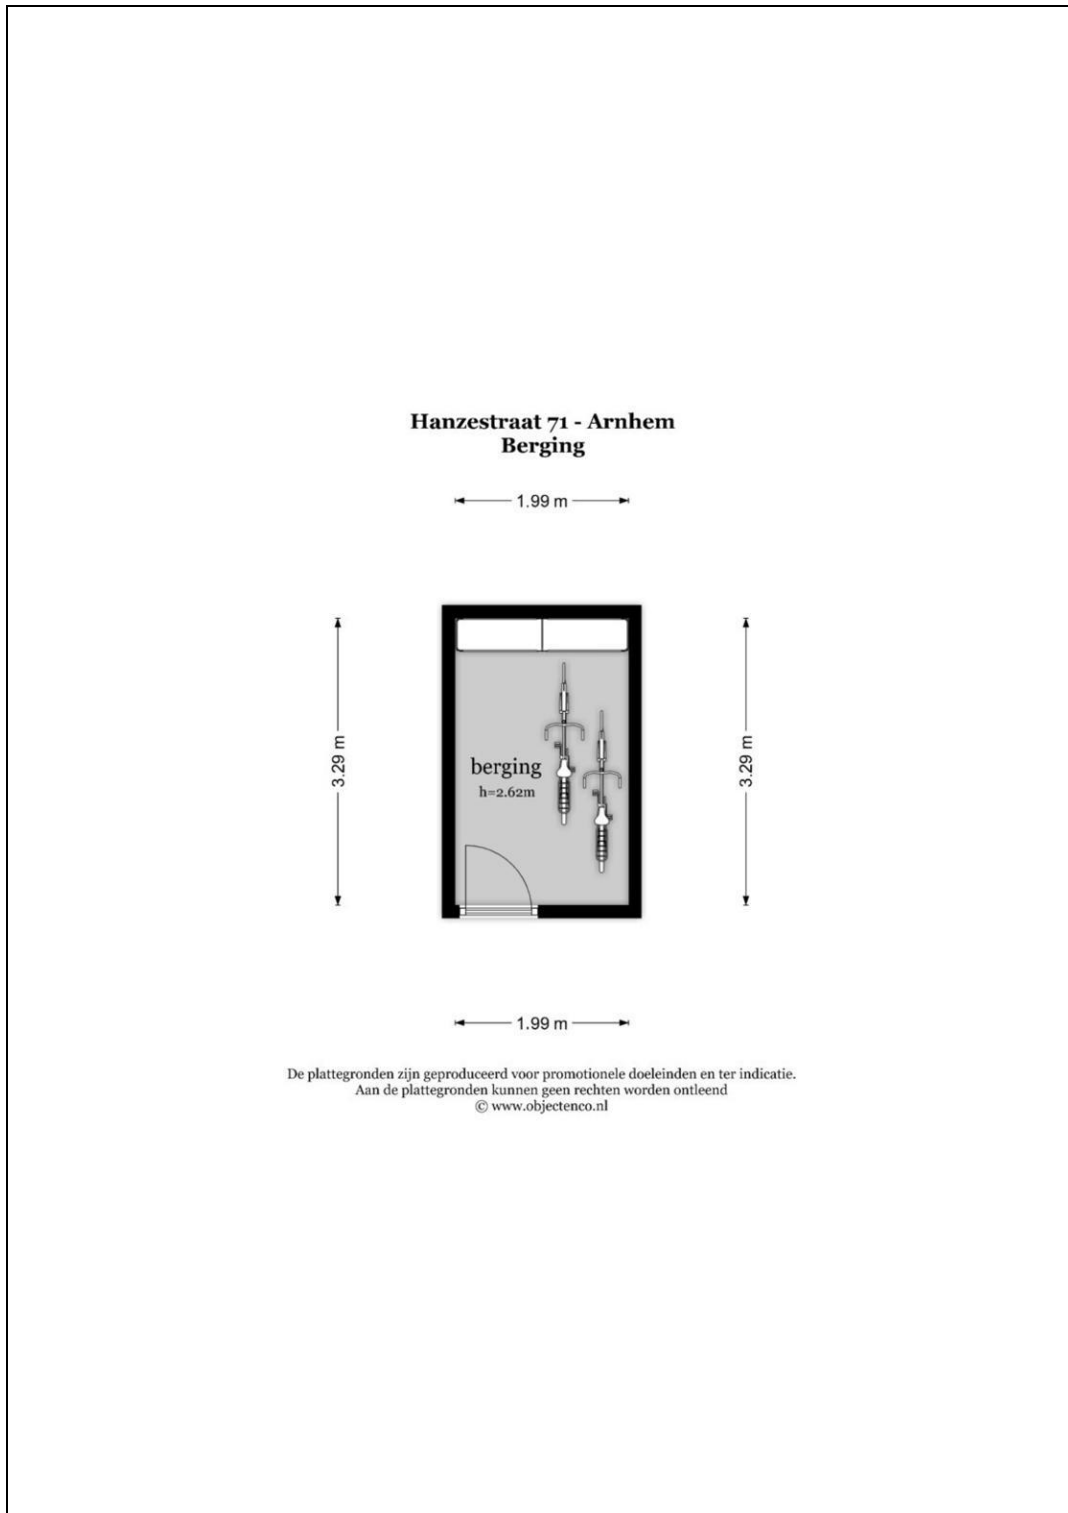 Hanzestraat 71 - Arnhem
Berging
1.99 m
3.29 m
3.29 m
berging
h=2.62m
1.99 m
De plattegronden zijn geproduceerd voor promotionele doeleinden en ter indicatie.
Aan de plattegronden kunnen geen rechten worden ontleend
© www.objectenco.nl